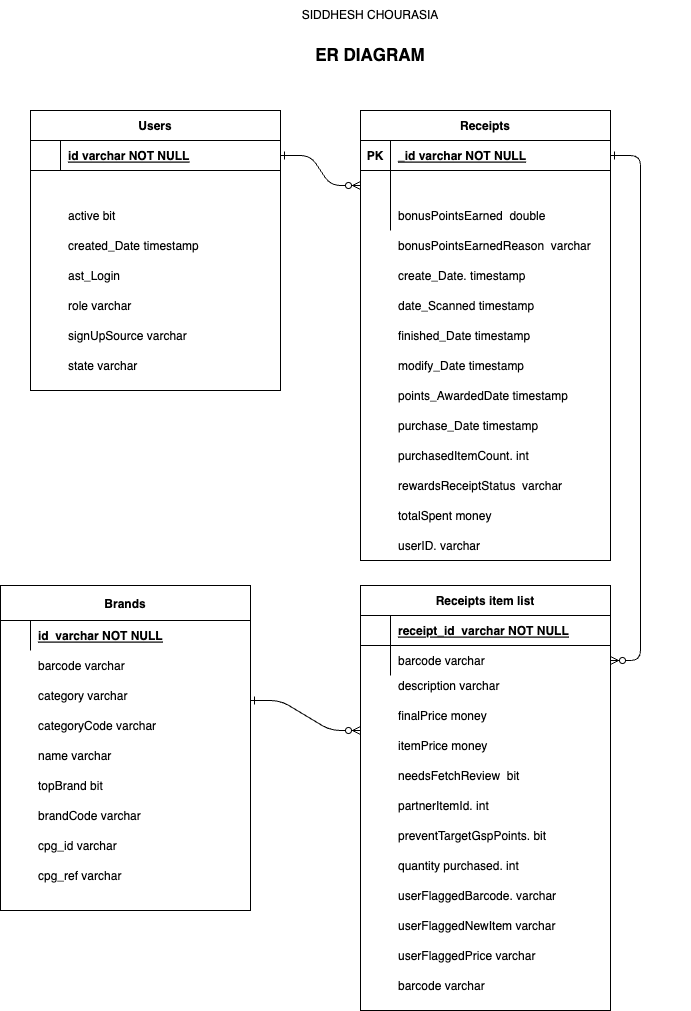 SIDDHESH CHOURASIA
ER DIAGRAM
Users
id varchar NOT NULL
active bit
created_Date timestamp
ast_Login
role varchar
signUpSource varchar
state varchar
Receipts
PK _id varchar NOT NULL
bonusPointsEarned double
bonusPointsEarnedReason varchar
create_Date. timestamp
date_Scanned timestamp
finished_Date timestamp
modify_Date timestamp
points_AwardedDate timestamp
purchase_Date timestamp
purchasedItemCount. int
rewardsReceiptStatus varchar
totalSpent money
userID. varchar
Brands
id varchar NOT NULL
barcode varchar
category varchar
categoryCode varchar
name varchar
topBrand bit
brandCode varchar
cpg_id varchar
cpg_ref varchar
Receipts item list
receipt_id varchar NOT NULL
barcode varchar
description varchar
finalPrice money
itemPrice money
needsFetchReview bit
partnerItemId. int
preventTargetGspPoints. bit
quantity purchased. int
userFlaggedBarcode. varchar
userFlaggedNewItem varchar
userFlaggedPrice varchar
barcode varchar